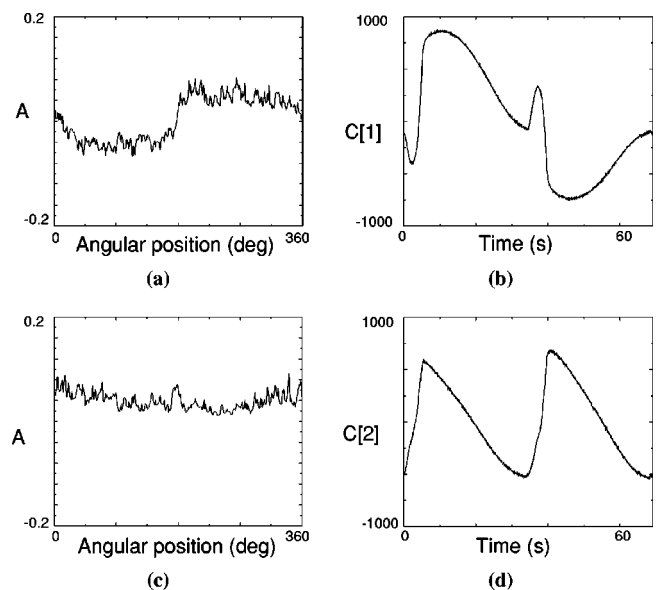 0.2
A
-0.2
0
Angular position (deg)
360
(a)
1000
C[1]
-1000
0
Time (s)
60
(b)
0.2
A
-0.2
0
Angular position (deg)
360
(c)
1000
C[2]
-1000
0
Time (s)
60
(d)